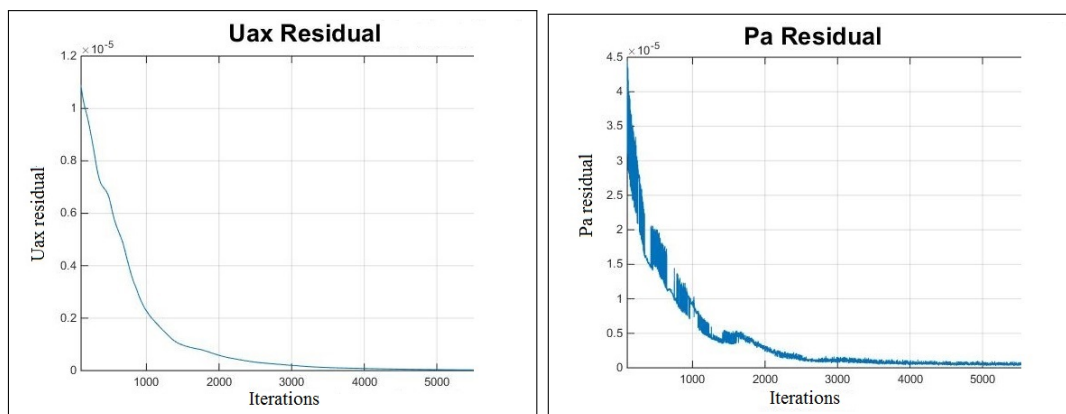 Uax Residual
×10⁻⁵
1.2
1
0.8
0.6
0.4
0.2
0
Uax residual
1000 2000 3000 4000 5000
Iterations
Pa Residual
×10⁻⁵
4.5
4
3.5
3
2.5
2
1.5
1
0.5
0
Pa residual
1000 2000 3000 4000 5000
Iterations